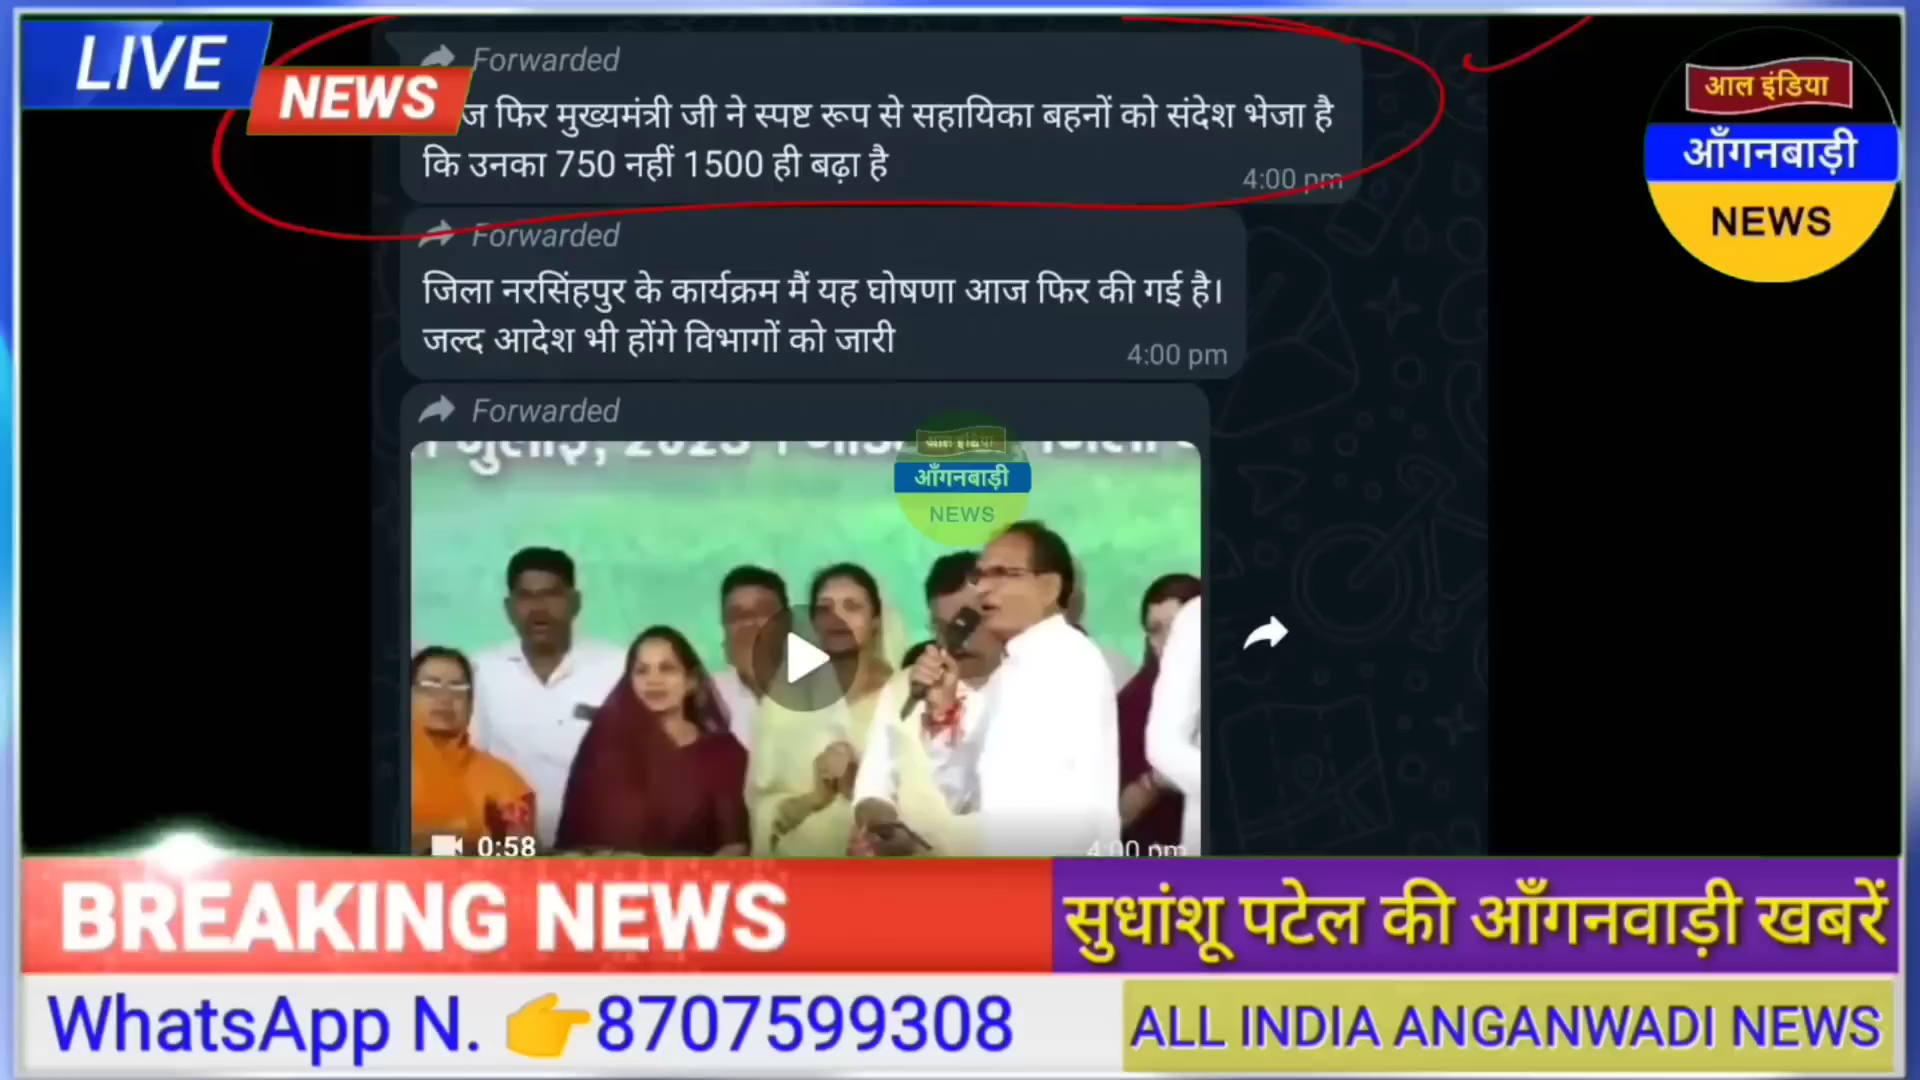 LIVE
NEWS
Forwarded
फिर मुख्यमंत्री जी ने स्पष्ट रूप से सहायिका बहनों को संदेश भेजा है
कि उनका 750 नहीं 1500 ही बढ़ा है
4:00 pm
आल इंडिया
आँगनबाड़ी
NEWS
Forwarded
जिला नरसिंहपुर के कार्यक्रम मैं यह घोषणा आज फिर की गई है।
जल्द आदेश भी होंगे विभागों को जारी
4:00 pm
Forwarded
आल इंडिया
आँगनबाड़ी
NEWS
0:58
4:00 pm
BREAKING NEWS
सुधांशू पटेल की आँगनवाड़ी खबरें
WhatsApp N. 👉8707599308
ALL INDIA ANGANWADI NEWS